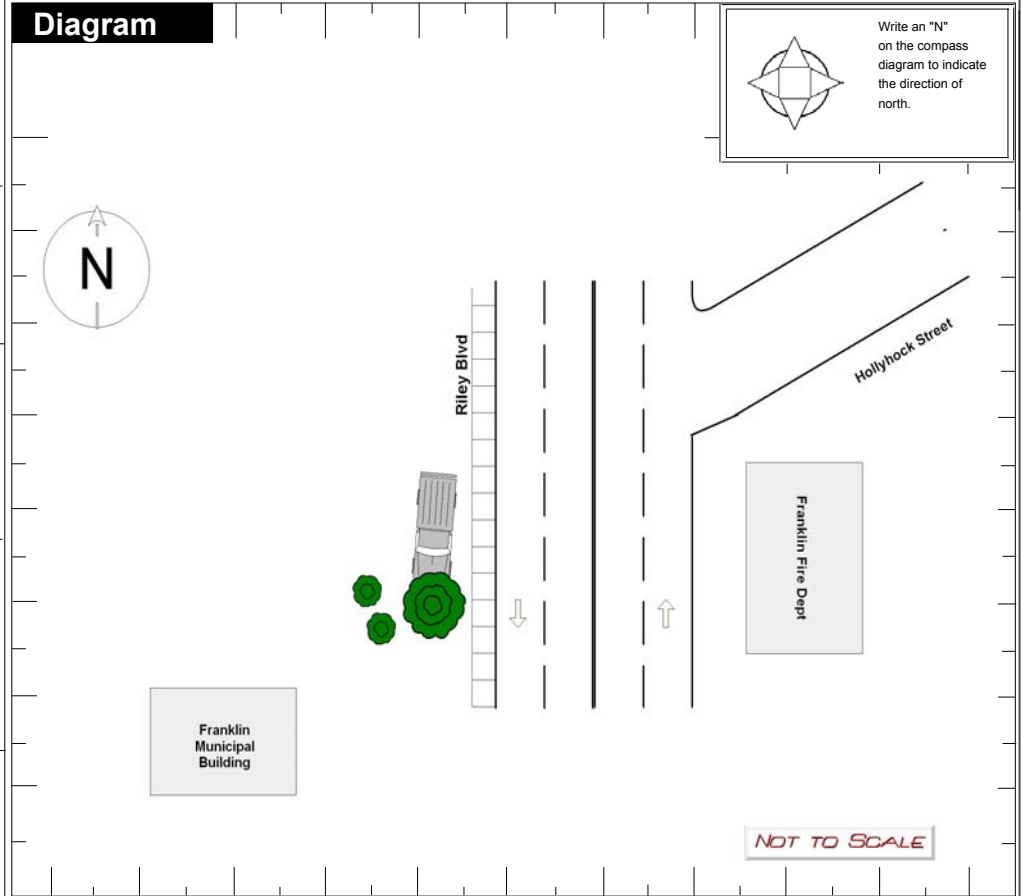 Diagram
Write an "N"
on the compass
diagram to indicate
the direction of
north.
N
Riley Blvd
Hollyhock Street
Franklin Fire Dept
Franklin
Municipal
Building
NOT TO SCALE